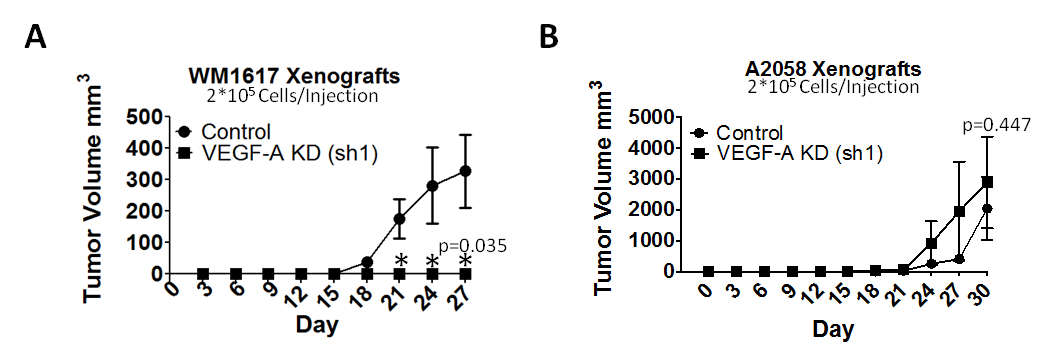 A
WM1617 Xenografts
2*10⁵ Cells/Injection
Tumor Volume mm³
500
400
300
200
100
0
Control
VEGF-A KD (sh1)
p=0.035
* * *
0 3 6 9 12 15 18 21 24 27
Day
B
A2058 Xenografts
2*10⁵ Cells/Injection
Tumor Volume mm³
5000
4000
3000
2000
1000
0
Control
VEGF-A KD (sh1)
p=0.447
0 3 6 9 12 15 18 21 24 27 30
Day